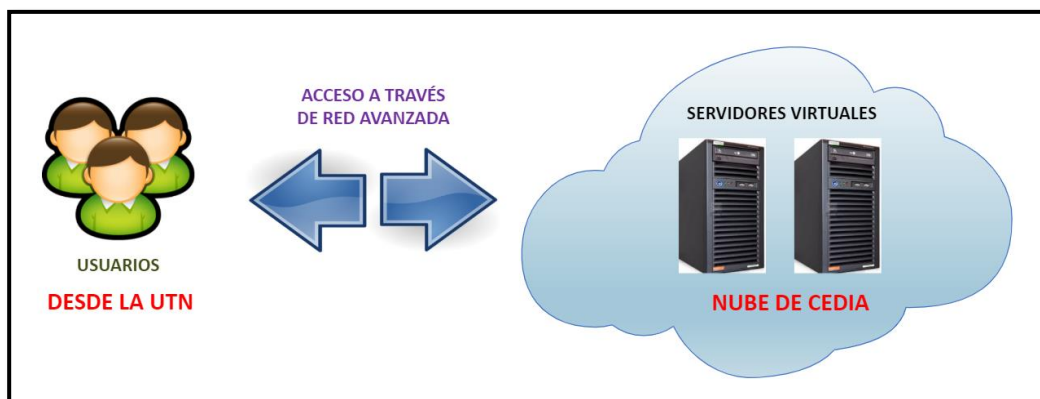 USUARIOS
DESDE LA UTN
ACCESO A TRAVÉS
DE RED AVANZADA
SERVIDORES VIRTUALES
NUBE DE CEDIA